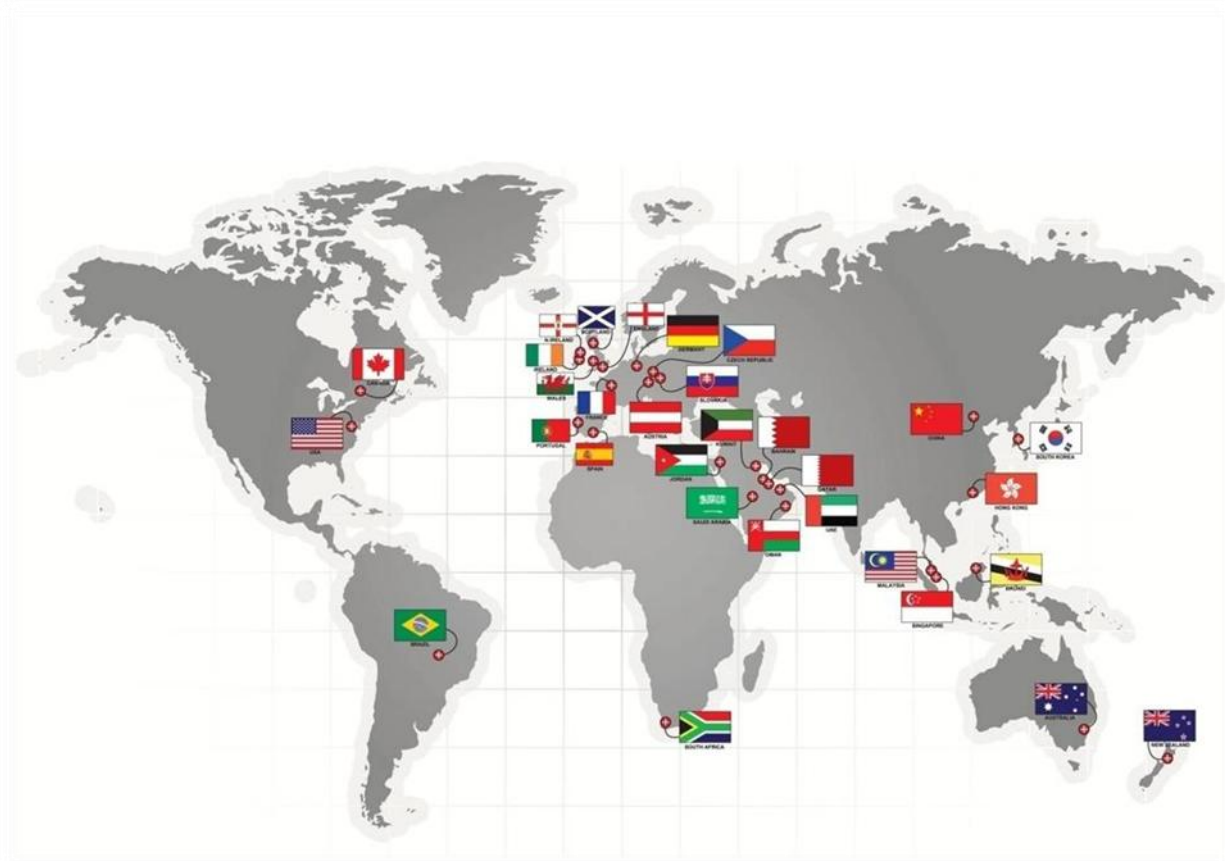 SCOTLAND
ENGLAND
N.IRELAND
GERMANY
CZECH REPUBLIC
IRELAND
CANADA
WALES
SLOVAKIA
FRANCE
AUSTRIA
KUWAIT
CHINA
PORTUGAL
USA
BAHRAIN
SOUTH KOREA
SPAIN
JORDAN
QATAR
HONG KONG
SAUDI ARABIA
UAE
OMAN
MALAYSIA
BRUNEI
SINGAPORE
BRAZIL
AUSTRALIA
SOUTH AFRICA
NEW ZEALAND